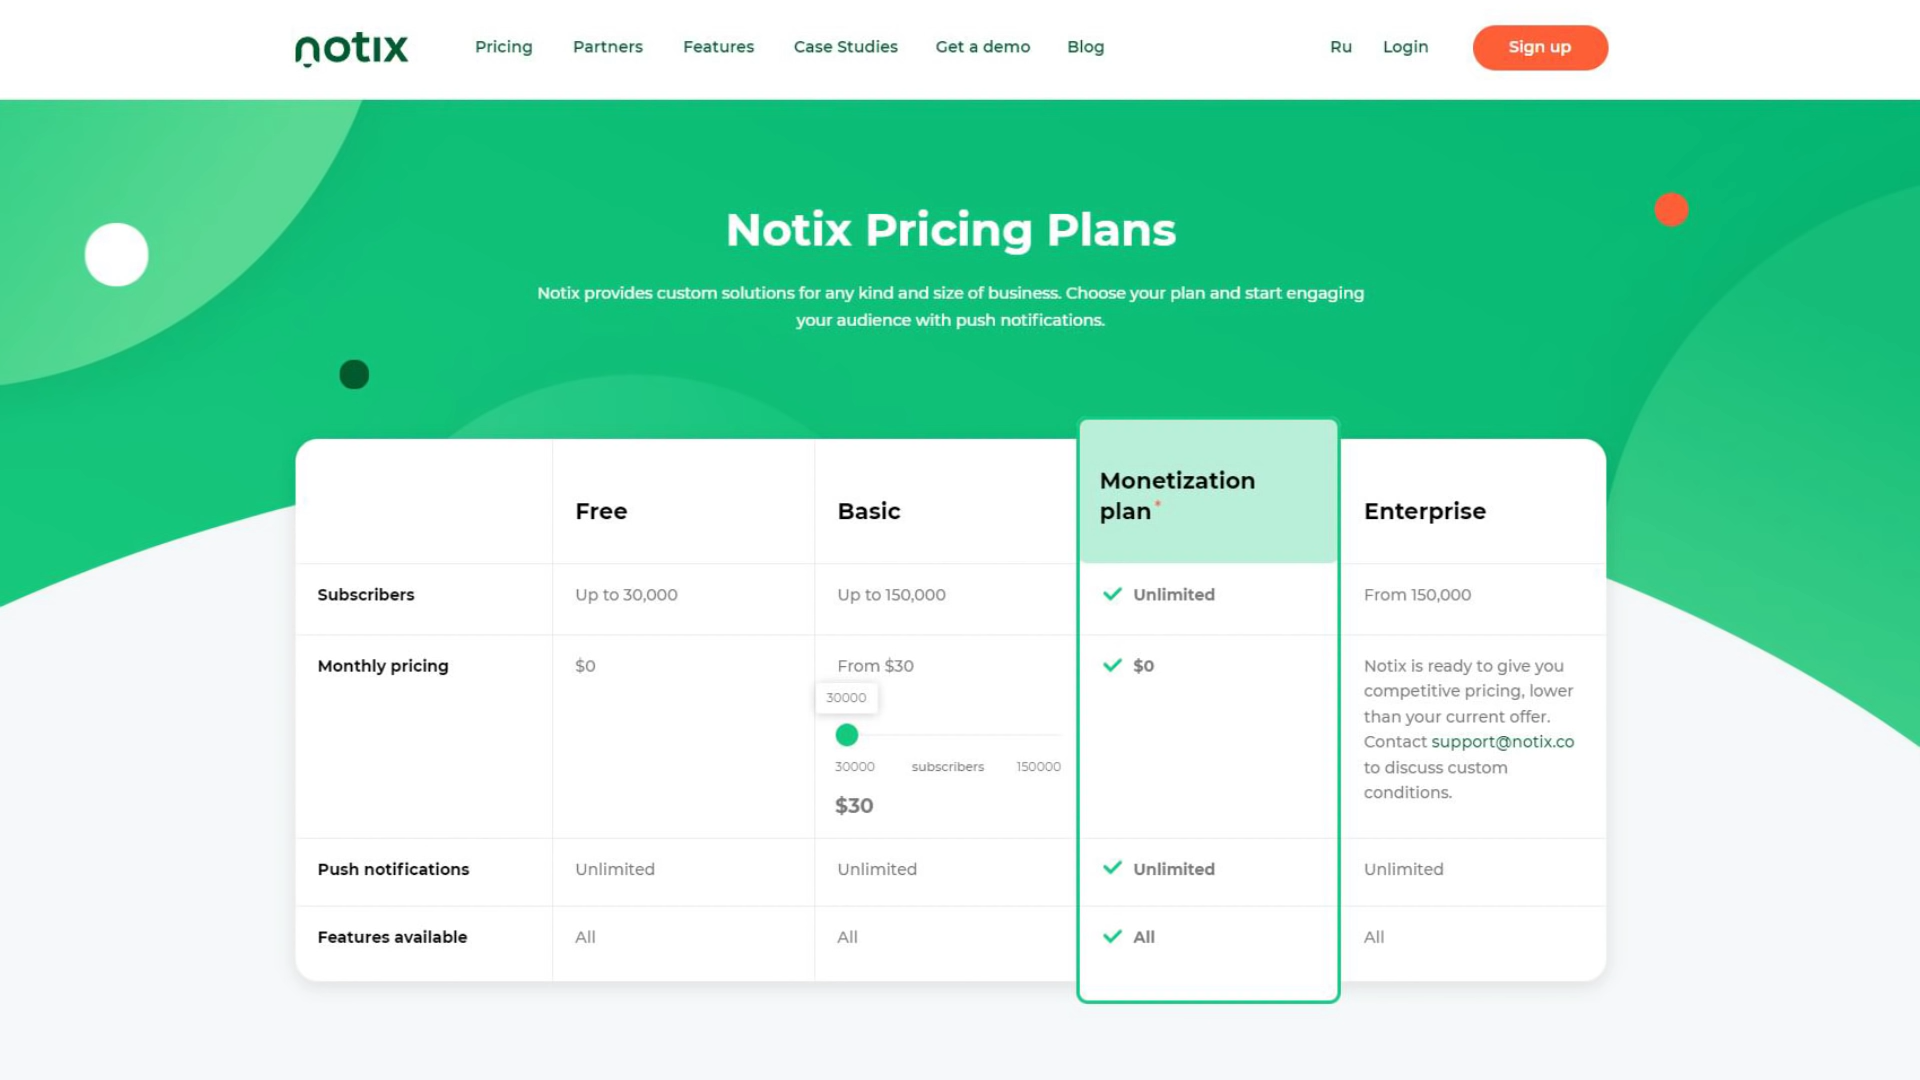 notix
Pricing
Partners
Features
Case Studies
Get a demo
Blog
Ru
Login
Sign up
Notix Pricing Plans
Notix provides custom solutions for any kind and size of business. Choose your plan and start engaging
your audience with push notifications.
Free
Basic
Monetization
plan*
Enterprise
Subscribers
Up to 30,000
Up to 150,000
Unlimited
From 150,000
Monthly pricing
$0
From $30
30000
30000 subscribers 150000
$30
$0
Notix is ready to give you
competitive pricing, lower
than your current offer.
Contact support@notix.co
to discuss custom
conditions.
Push notifications
Unlimited
Unlimited
Unlimited
Unlimited
Features available
All
All
All
All